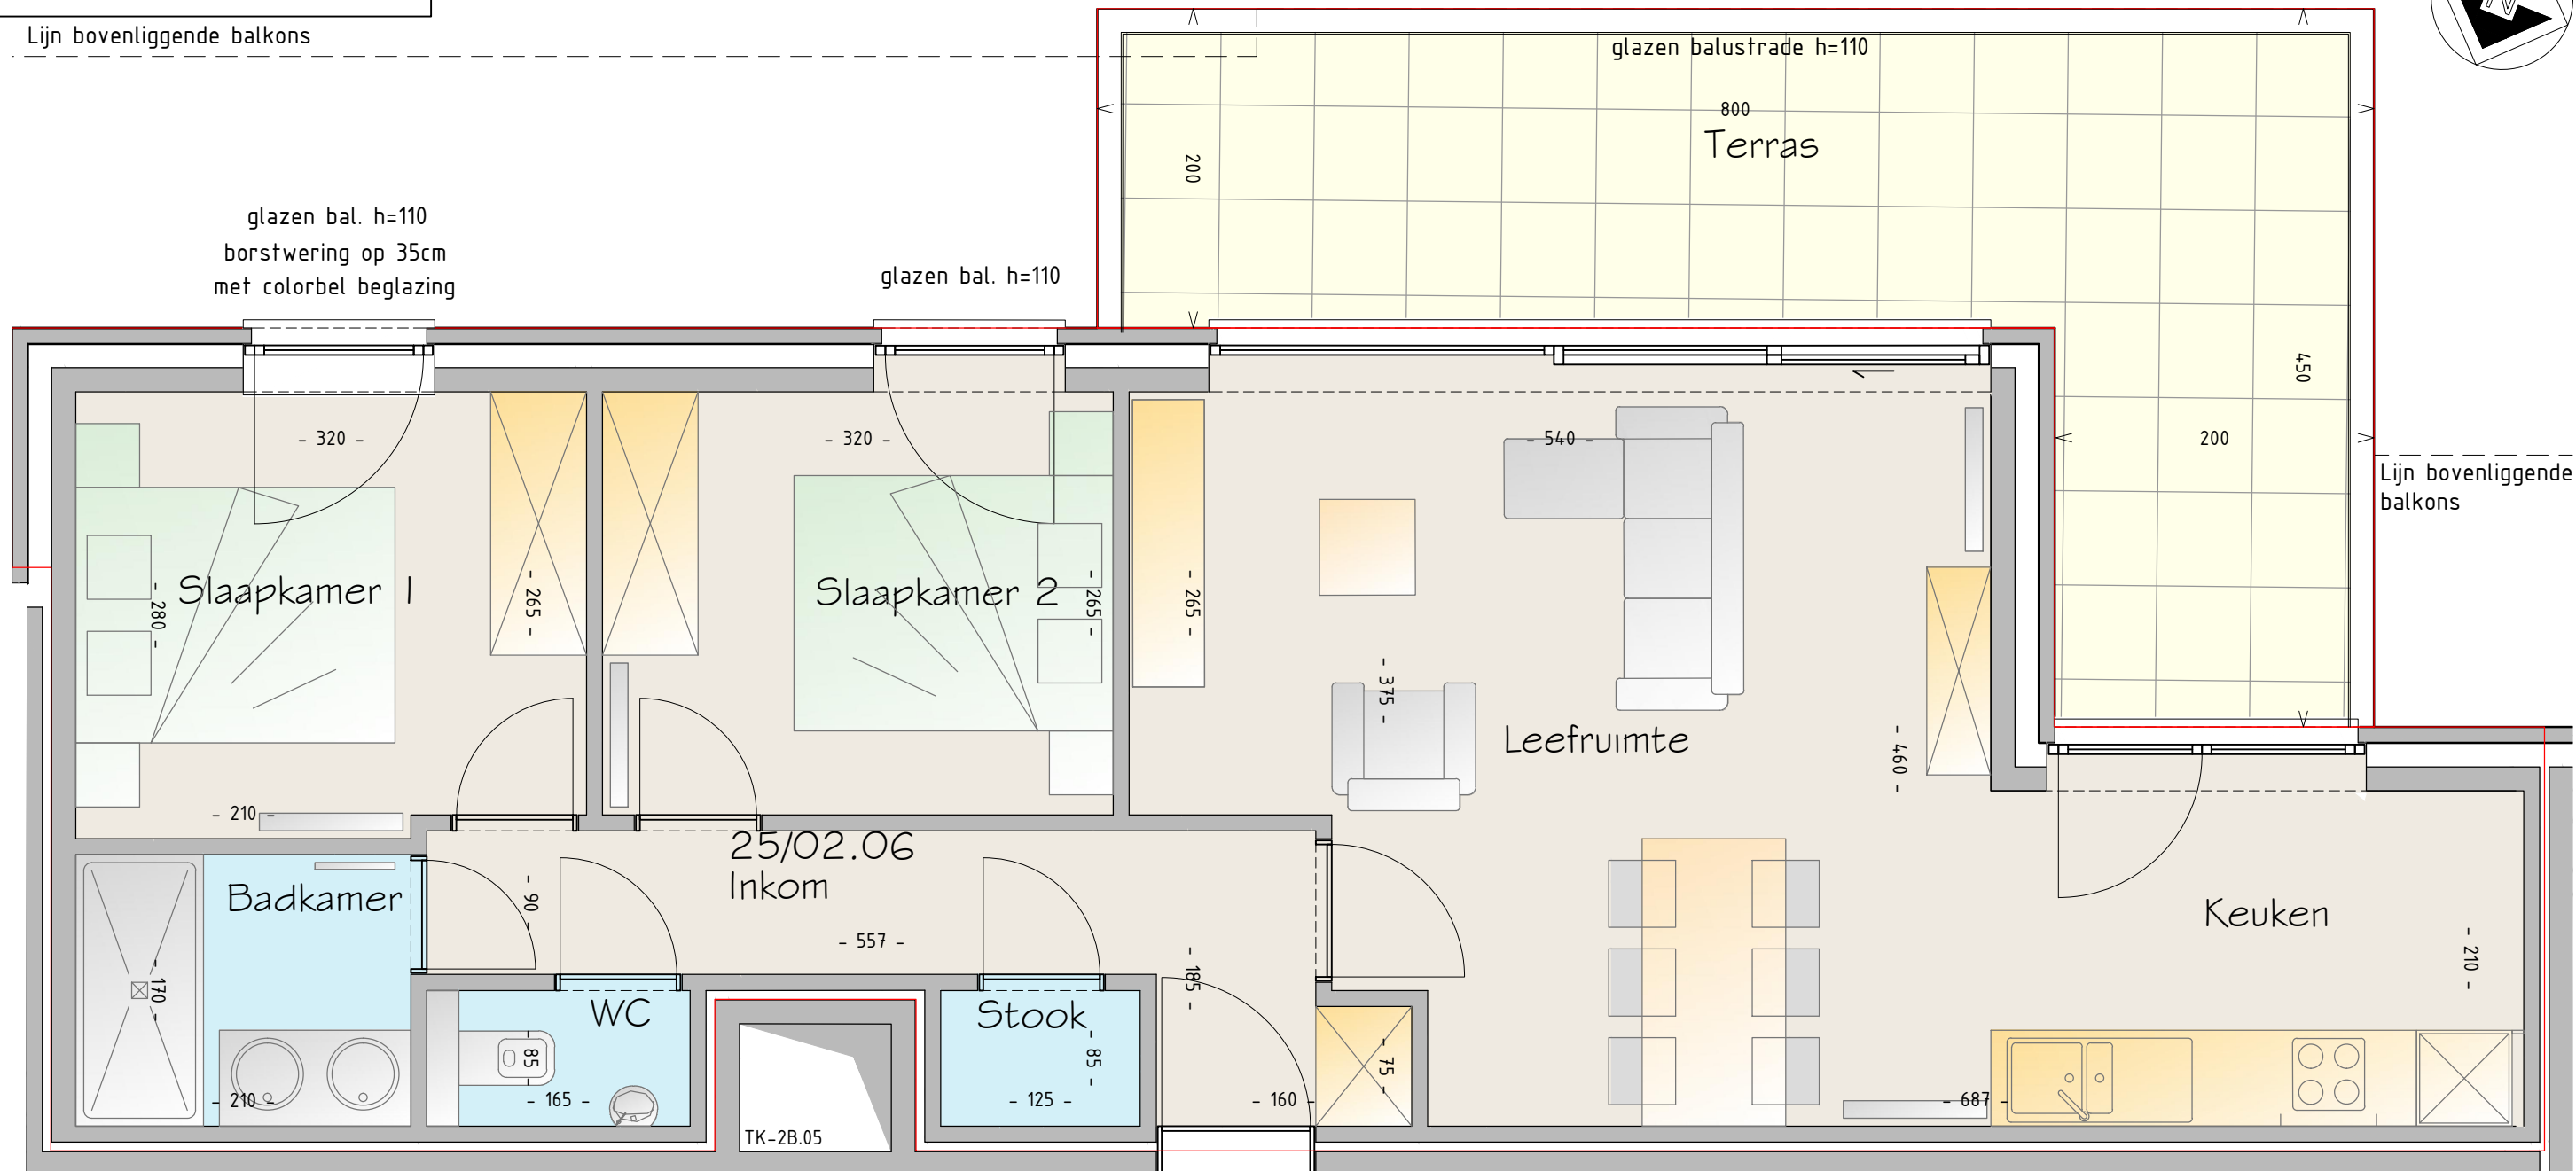 Lijn bovenliggende balkons
glazen balustrade h=110
800
Terras
200
glazen bal. h=110
borstwering op 35cm
met colorbel beglazing
glazen bal. h=110
450
- 320 -
- 320 -
- 540 -
200
Lijn bovenliggende
balkons
Slaapkamer 1
- 280 -
- 265 -
Slaapkamer 2
- 265 -
- 265 -
- 375 -
Leefruimte
- 460 -
- 210 -
25/02.06
Inkom
Badkamer
- 90 -
- 557 -
Keuken
- 210 -
- 170 -
- 185 -
WC
Stook
- 85 -
- 85 -
- 75 -
- 210 -
- 165 -
- 125 -
- 160 -
- 687 -
TK-2B.05